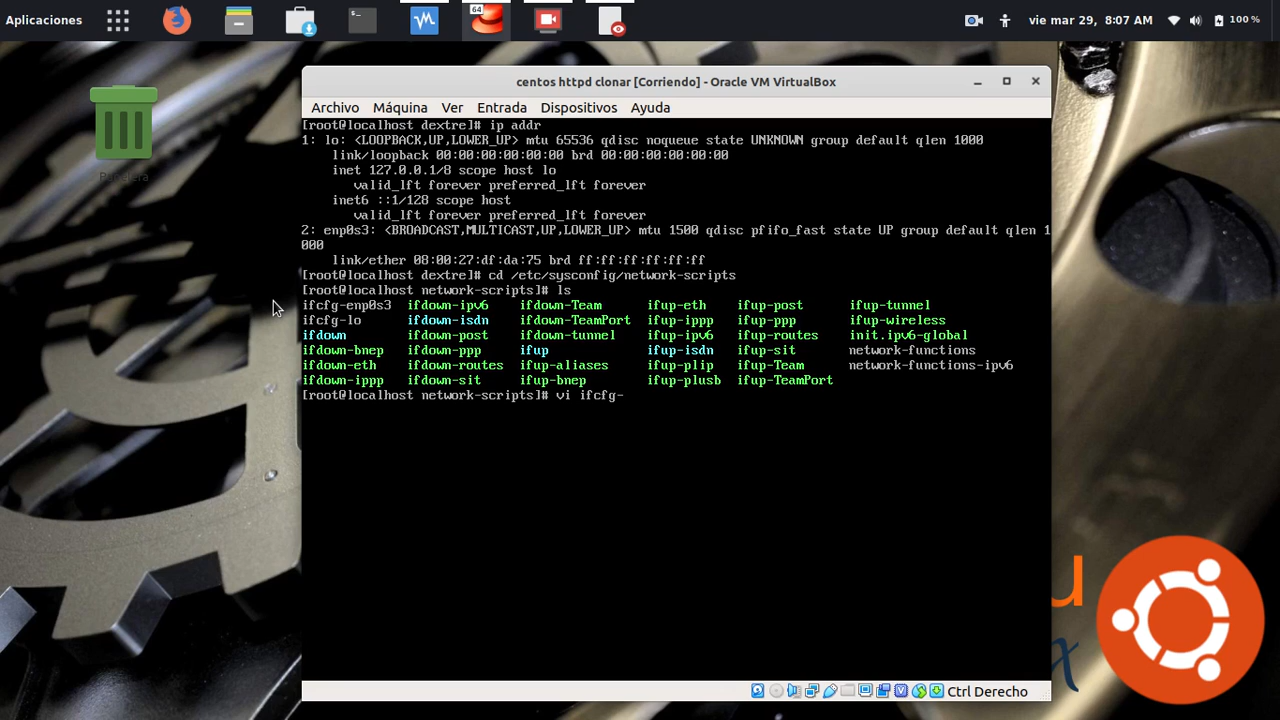 Aplicaciones
64
vie mar 29, 8:07 AM
100 %
centos httpd clonar [Corriendo] - Oracle VM VirtualBox
Archivo Máquina Ver Entrada Dispositivos Ayuda
[root@localhost dextre]# ip addr
1: lo: <LOOPBACK,UP,LOWER_UP> mtu 65536 qdisc noqueue state UNKNOWN group default qlen 1000
link/loopback 00:00:00:00:00:00 brd 00:00:00:00:00:00
inet 127.0.0.1/8 scope host lo
valid_lft forever preferred_lft forever
inet6 ::1/128 scope host
valid_lft forever preferred_lft forever
2: enp0s3: <BROADCAST,MULTICAST,UP,LOWER_UP> mtu 1500 qdisc pfifo_fast state UP group default qlen 1
000
link/ether 08:00:27:df:da:75 brd ff:ff:ff:ff:ff:ff
[root@localhost dextre]# cd /etc/sysconfig/network-scripts
[root@localhost network-scripts]# ls
ifcfg-enp0s3 ifdown-ipv6 ifdown-Team ifup-eth ifup-post ifup-tunnel
ifcfg-lo ifdown-isdn ifdown-TeamPort ifup-ippp ifup-ppp ifup-wireless
ifdown ifdown-post ifdown-tunnel ifup-ipv6 ifup-routes init.ipv6-global
ifdown-bnep ifdown-ppp ifup ifup-isdn ifup-sit network-functions
ifdown-eth ifdown-routes ifup-aliases ifup-plip ifup-Team network-functions-ipv6
ifdown-ippp ifdown-sit ifup-bnep ifup-plusb ifup-TeamPort
[root@localhost network-scripts]# vi ifcfg-
Ctrl Derecho